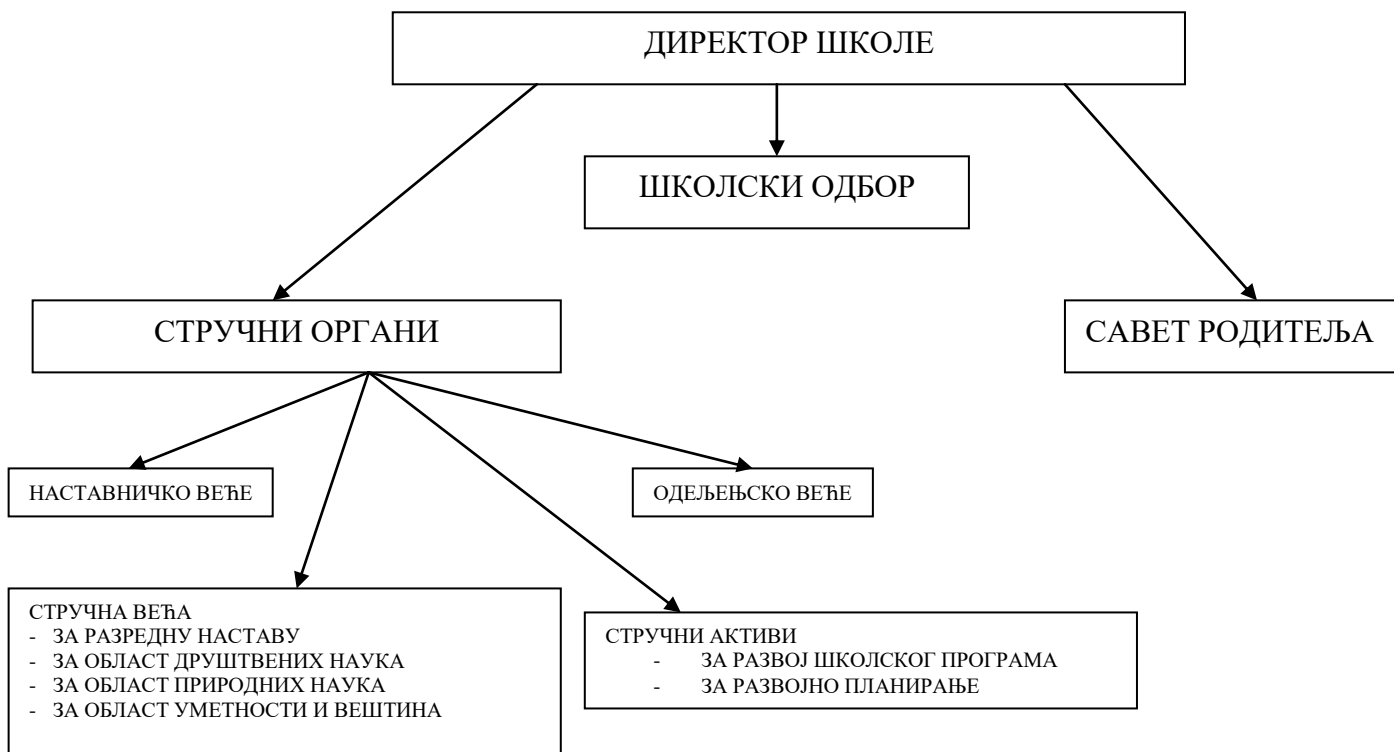 ДИРЕКТОР ШКОЛЕ
ШКОЛСКИ ОДБОР
СТРУЧНИ ОРГАНИ
САВЕТ РОДИТЕЉА
НАСТАВНИЧКО ВЕЋЕ
ОДЕЉЕЊСКО ВЕЋЕ
СТРУЧНА ВЕЋА
- ЗА РАЗРЕДНУ НАСТАВУ
- ЗА ОБЛАСТ ДРУШТВЕНИХ НАУКА
- ЗА ОБЛАСТ ПРИРОДНИХ НАУКА
- ЗА ОБЛАСТ УМЕТНОСТИ И ВЕШТИНА
СТРУЧНИ АКТИВИ
- ЗА РАЗВОЈ ШКОЛСКОГ ПРОГРАМА
- ЗА РАЗВОЈНО ПЛАНИРАЊЕ